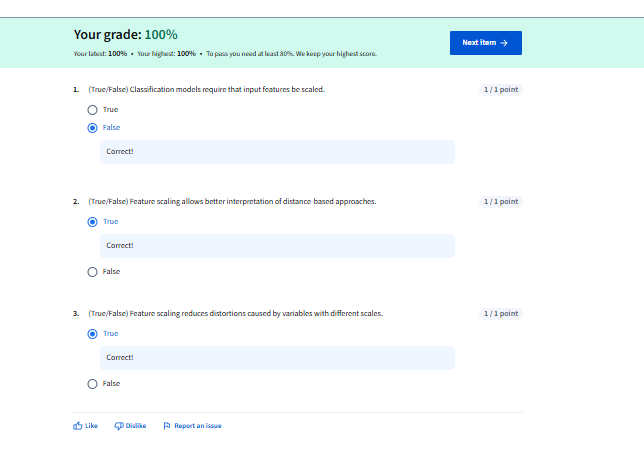 Your grade: 100%
Your latest: 100% • Your highest: 100% • To pass you need at least 80%. We keep your highest score.
Next item →
1. (True/False) Classification models require that input features be scaled.
1 / 1 point
True
False
Correct!
2. (True/False) Feature scaling allows better interpretation of distance-based approaches.
1 / 1 point
True
Correct!
False
3. (True/False) Feature scaling reduces distortions caused by variables with different scales.
1 / 1 point
True
Correct!
False
Like Dislike Report an issue